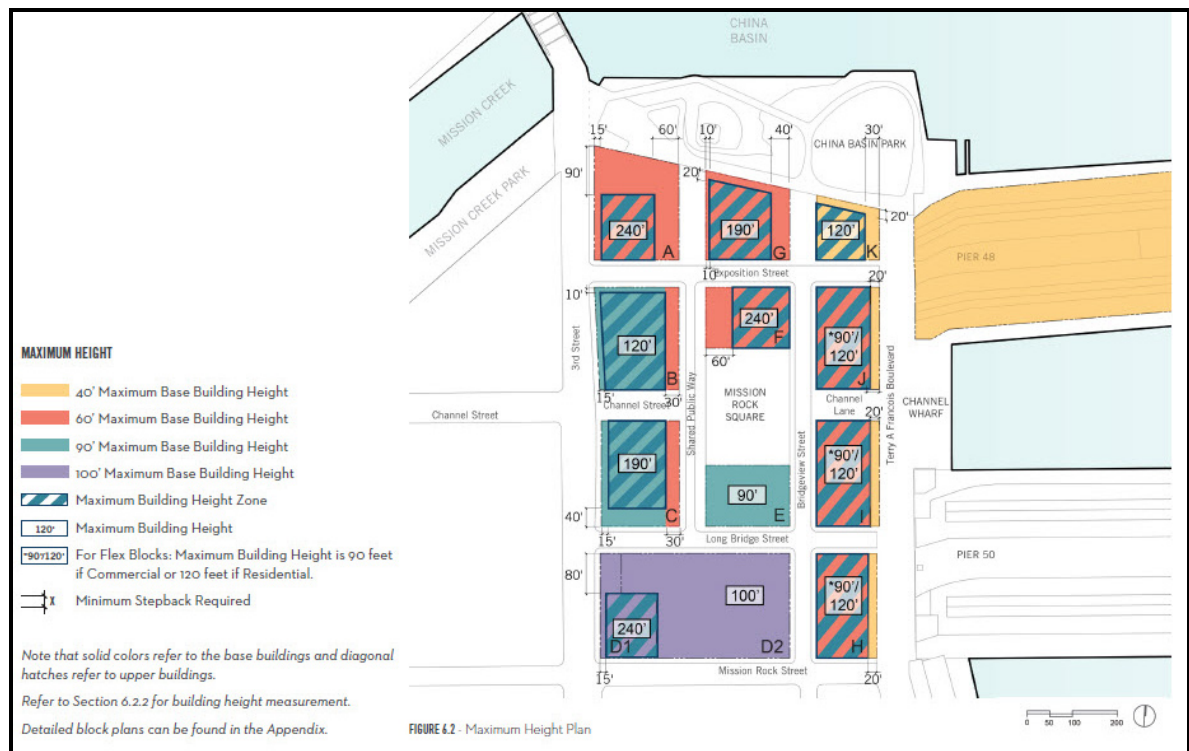 CHINA
BASIN
MISSION CREEK
MISSION CREEK PARK
CHINA BASIN PARK
15'
60'
10'
40'
30'
90'
20'
20'
240'
A
190'
G
120'
K
PIER 48
10'
Exposition Street
20'
10'
3rd Street
120'
B
240'
F
*90'/
120'
J
60'
15'
30'
Channel Street
Channel Street
Shared Public Way
MISSION
ROCK
SQUARE
Channel
Lane
20'
Terry A Francois Boulevard
CHANNEL
WHARF
Bridgeview Street
190'
C
90'
E
*90'/
120'
I
40'
15'
30'
Long Bridge Street
PIER 50
80'
240'
D1
100'
D2
*90'/
120'
H
15'
Mission Rock Street
20'
MAXIMUM HEIGHT
40' Maximum Base Building Height
60' Maximum Base Building Height
90' Maximum Base Building Height
100' Maximum Base Building Height
Maximum Building Height Zone
120' Maximum Building Height
*90'/120' For Flex Blocks: Maximum Building Height is 90 feet
if Commercial or 120 feet if Residential.
X Minimum Stepback Required
Note that solid colors refer to the base buildings and diagonal
hatches refer to upper buildings.
Refer to Section 6.2.2 for building height measurement.
Detailed block plans can be found in the Appendix.
FIGURE 6.2 - Maximum Height Plan
0 50 100 200